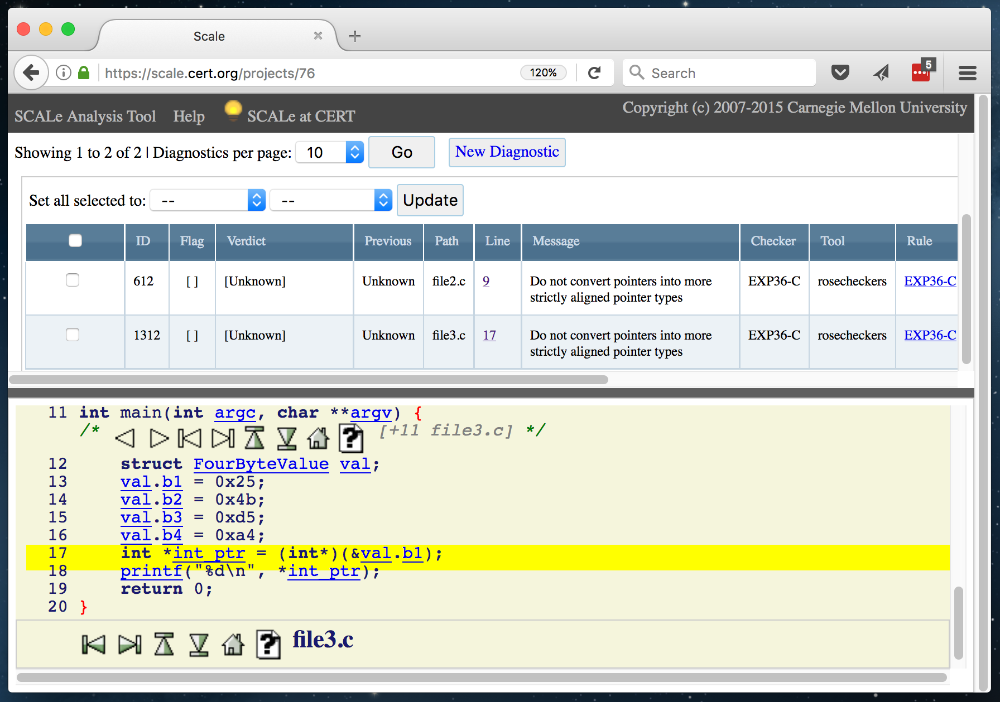 Scale
https://scale.cert.org/projects/76
120%
Search
5
SCALe Analysis Tool Help SCALe at CERT Copyright (c) 2007-2015 Carnegie Mellon University
Showing 1 to 2 of 2 | Diagnostics per page: 10 Go New Diagnostic
Set all selected to: -- -- Update
ID Flag Verdict Previous Path Line Message Checker Tool Rule
612 [ ] [Unknown] Unknown file2.c 9 Do not convert pointers into more EXP36-C rosecheckers EXP36-C
strictly aligned pointer types
1312 [ ] [Unknown] Unknown file3.c 17 Do not convert pointers into more EXP36-C rosecheckers EXP36-C
strictly aligned pointer types
11 int main(int argc, char **argv) {
/* ? [+11 file3.c] */
12 struct FourByteValue val;
13 val.b1 = 0x25;
14 val.b2 = 0x4b;
15 val.b3 = 0xd5;
16 val.b4 = 0xa4;
17 int *int_ptr = (int*)(&val.b1);
18 printf("%d\n", *int_ptr);
19 return 0;
20 }
? file3.c